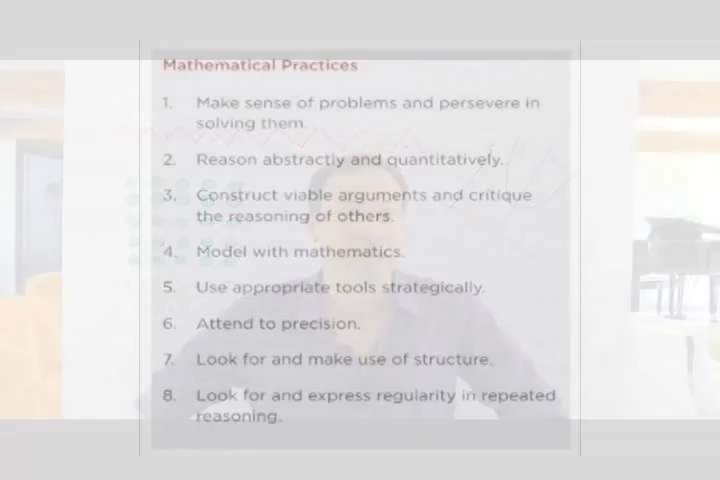 Mathematical Practices
1. Make sense of problems and persevere in
solving them.
2. Reason abstractly and quantitatively.
3. Construct viable arguments and critique
the reasoning of others.
4. Model with mathematics.
5. Use appropriate tools strategically.
6. Attend to precision.
7. Look for and make use of structure.
8. Look for and express regularity in repeated
reasoning.